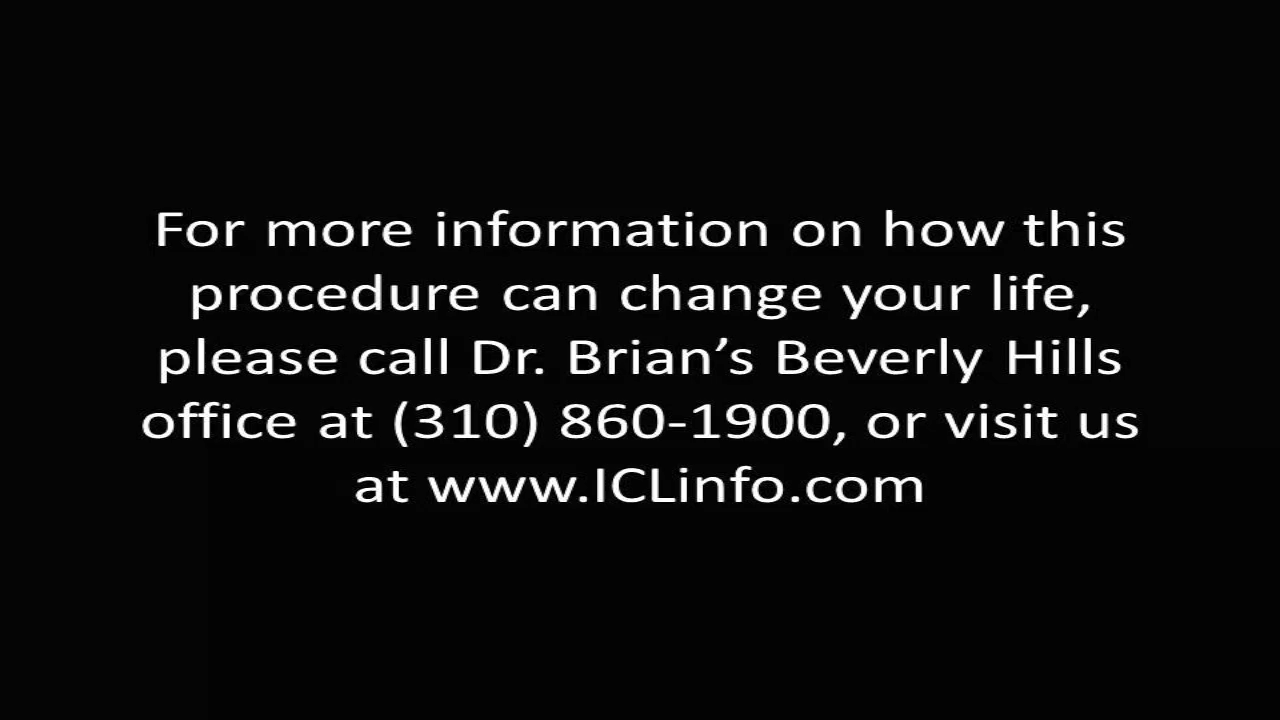 For more information on how this
procedure can change your life,
please call Dr. Brian’s Beverly Hills
office at (310) 860-1900, or visit us
at www.ICLinfo.com